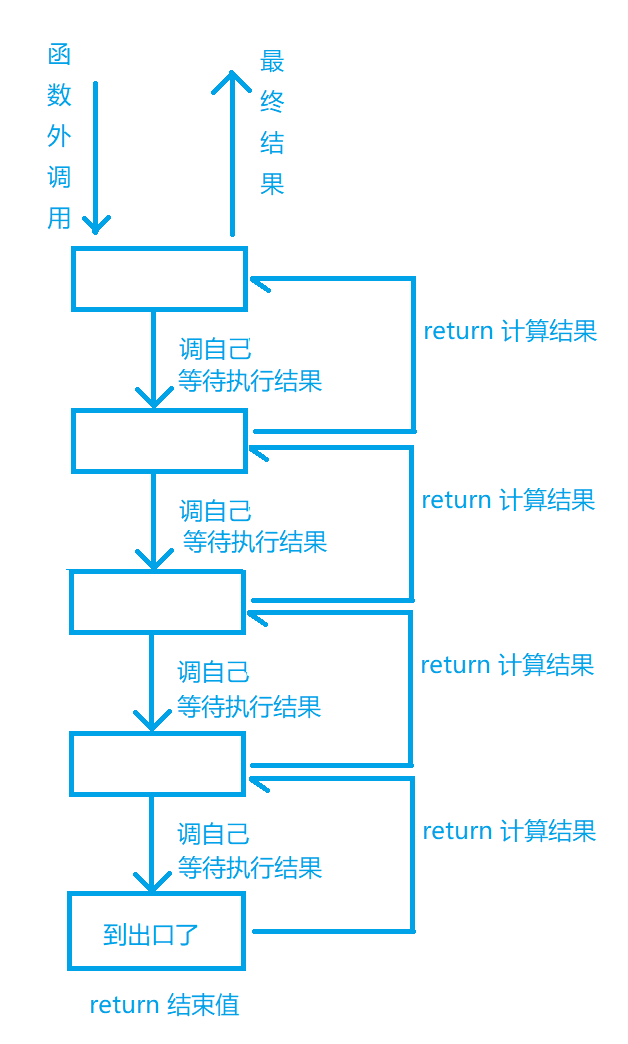 函数外调用
最终结果
return 计算结果
调自己
等待执行结果
return 计算结果
调自己
等待执行结果
return 计算结果
调自己
等待执行结果
return 计算结果
调自己
等待执行结果
到出口了
return 结束值